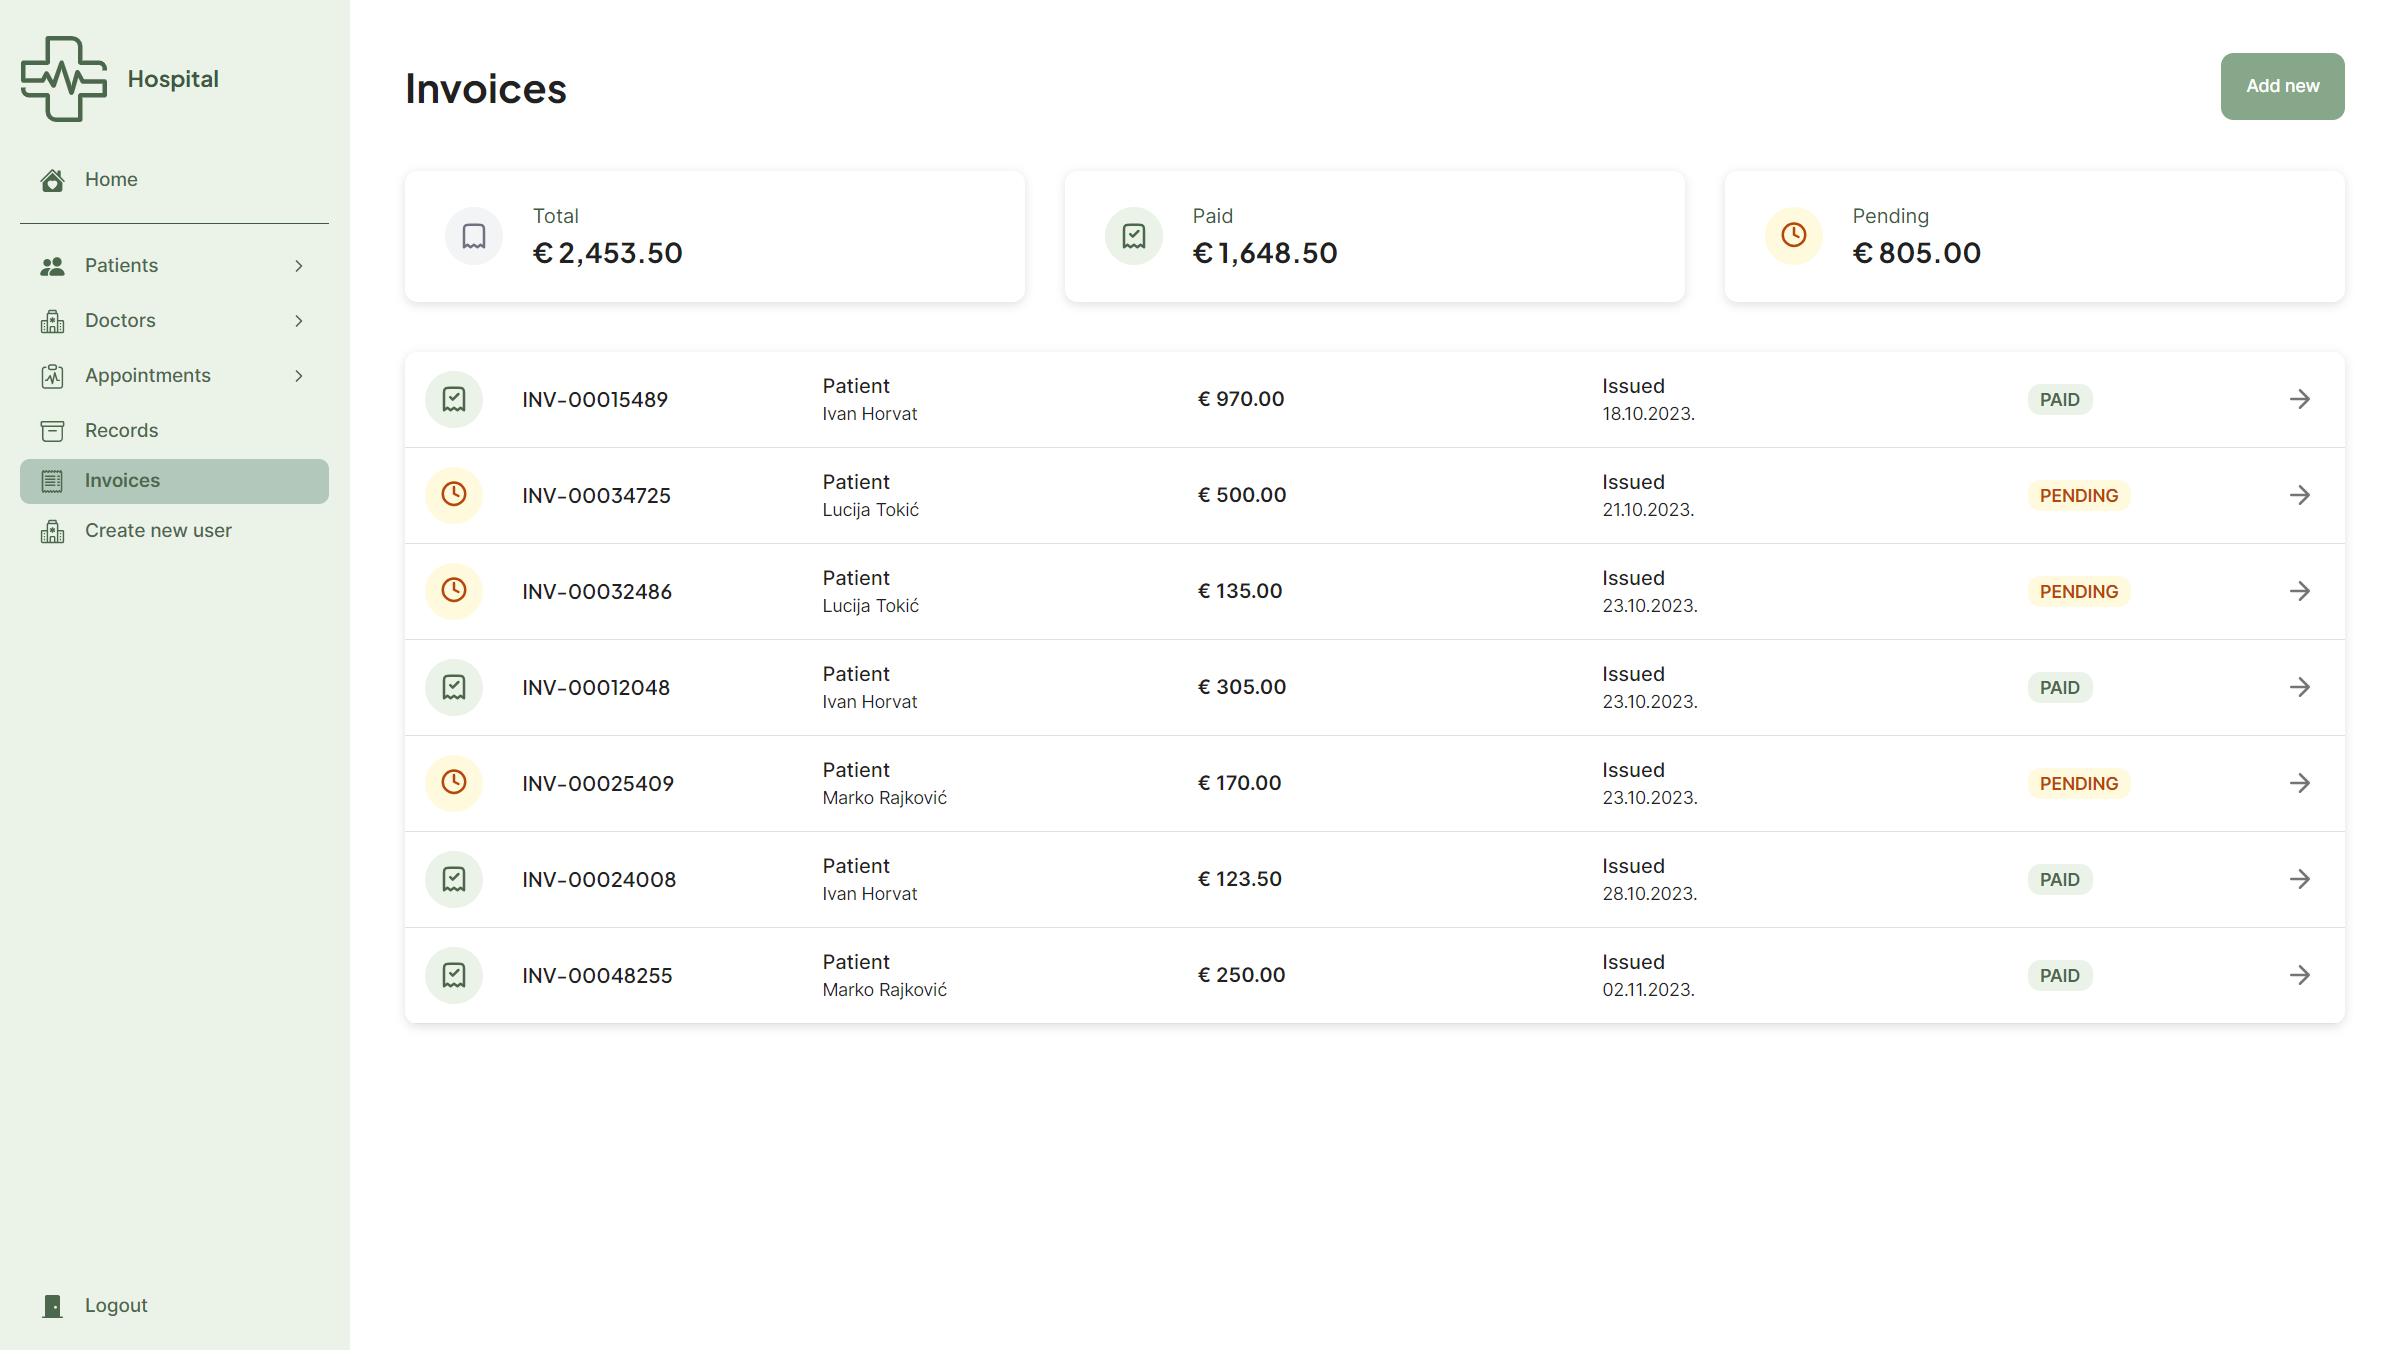 Hospital
Home
Patients
Doctors
Appointments
Records
Invoices
Create new user
Logout
Invoices
Add new
Total
€ 2,453.50
Paid
€ 1,648.50
Pending
€ 805.00
INV-00015489 Patient Ivan Horvat € 970.00 Issued 18.10.2023. PAID
INV-00034725 Patient Lucija Tokić € 500.00 Issued 21.10.2023. PENDING
INV-00032486 Patient Lucija Tokić € 135.00 Issued 23.10.2023. PENDING
INV-00012048 Patient Ivan Horvat € 305.00 Issued 23.10.2023. PAID
INV-00025409 Patient Marko Rajković € 170.00 Issued 23.10.2023. PENDING
INV-00024008 Patient Ivan Horvat € 123.50 Issued 28.10.2023. PAID
INV-00048255 Patient Marko Rajković € 250.00 Issued 02.11.2023. PAID